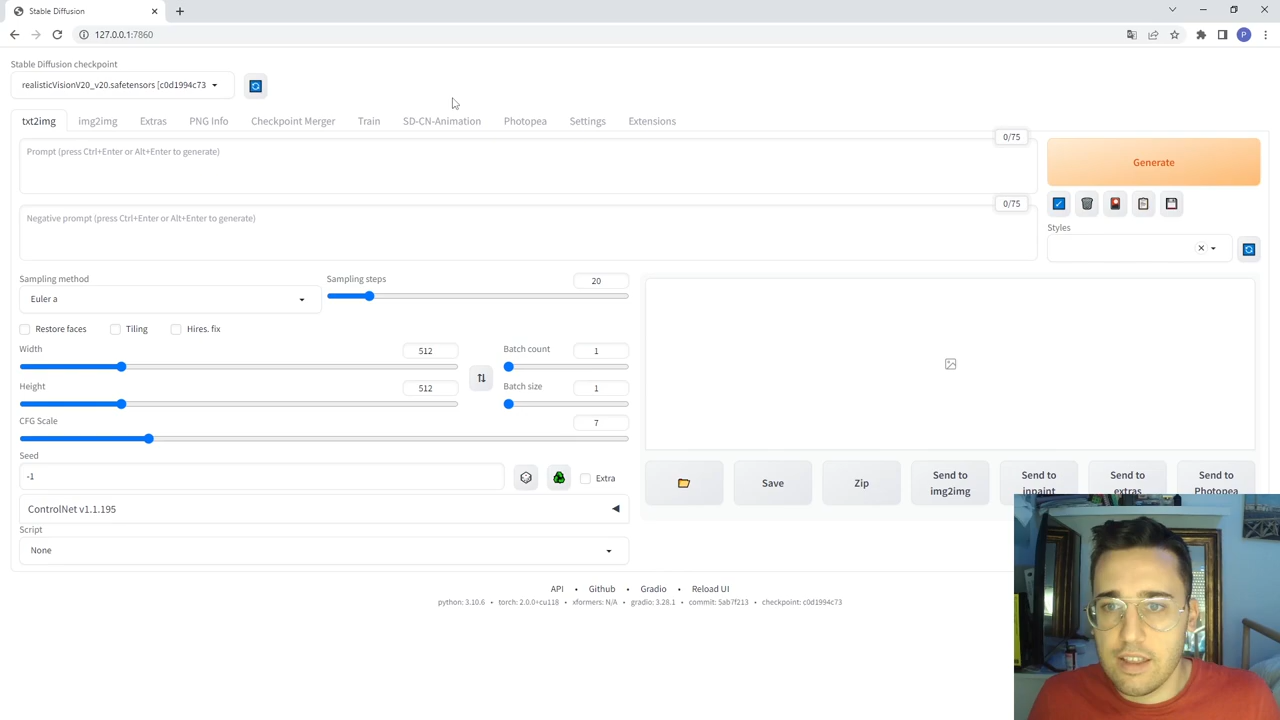 Stable Diffusion
127.0.0.1:7860
P
Stable Diffusion checkpoint
realisticVisionV20_v20.safetensors [c0d1994c73
txt2img img2img Extras PNG Info Checkpoint Merger Train SD-CN-Animation Photopea Settings Extensions
0/75
Prompt (press Ctrl+Enter or Alt+Enter to generate)
Generate
0/75
Negative prompt (press Ctrl+Enter or Alt+Enter to generate)
Styles
Sampling method
Sampling steps
20
Euler a
Restore faces Tiling Hires. fix
Width
512
Batch count
1
Height
512
Batch size
1
CFG Scale
7
Seed
-1
Extra
Save
Zip
Send to
img2img
Send to
inpaint
Send to
extras
Send to
Photopea
ControlNet v1.1.195
Script
None
API • Github • Gradio • Reload UI
python: 3.10.6 • torch: 2.0.0+cu118 • xformers: N/A • gradio: 3.28.1 • commit: 5ab7f213 • checkpoint: c0d1994c73